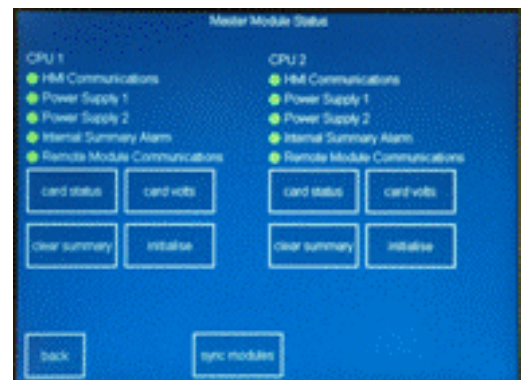 Master Module Status
CPU 1
HMI Communications
Power Supply 1
Power Supply 2
Internal Summary Alarm
Remote Module Communications
card status
card volts
clear summary
initialise
CPU 2
HMI Communications
Power Supply 1
Power Supply 2
Internal Summary Alarm
Remote Module Communications
card status
card volts
clear summary
initialise
back
sync modules